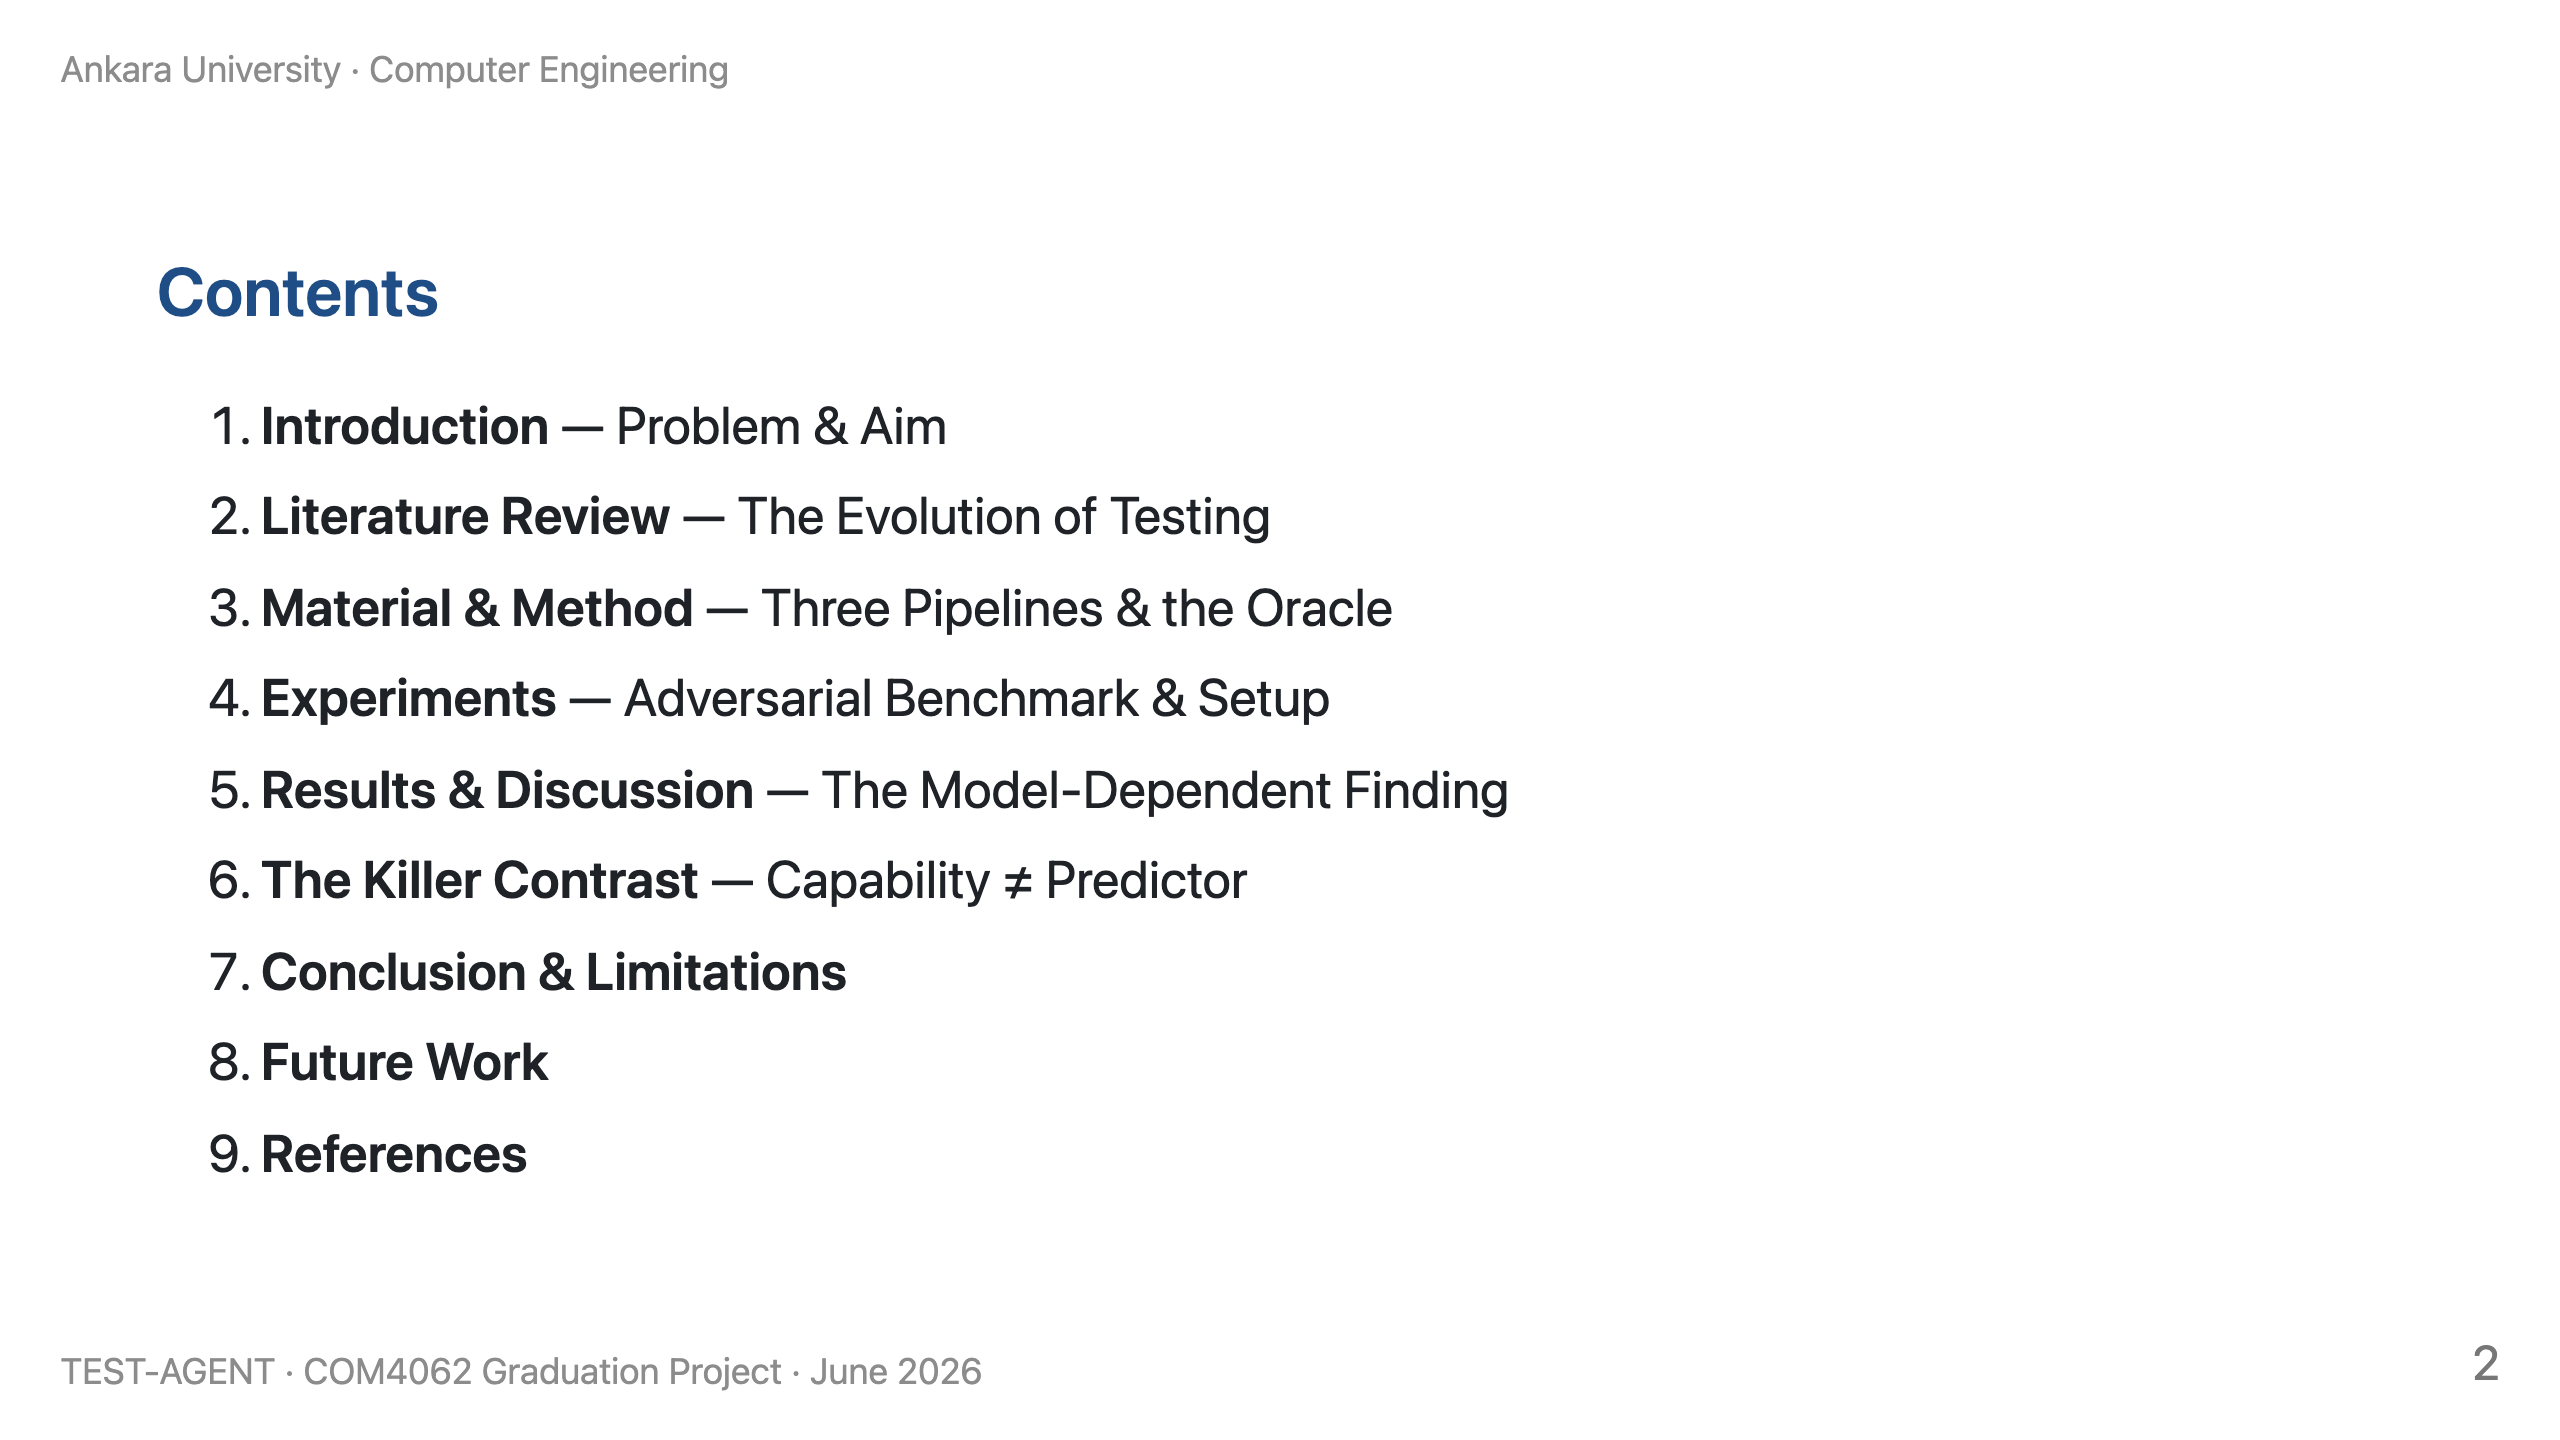 Ankara University · Computer Engineering
Contents
1. Introduction — Problem & Aim
2. Literature Review — The Evolution of Testing
3. Material & Method — Three Pipelines & the Oracle
4. Experiments — Adversarial Benchmark & Setup
5. Results & Discussion — The Model-Dependent Finding
6. The Killer Contrast — Capability ≠ Predictor
7. Conclusion & Limitations
8. Future Work
9. References
TEST-AGENT · COM4062 Graduation Project · June 2026
2